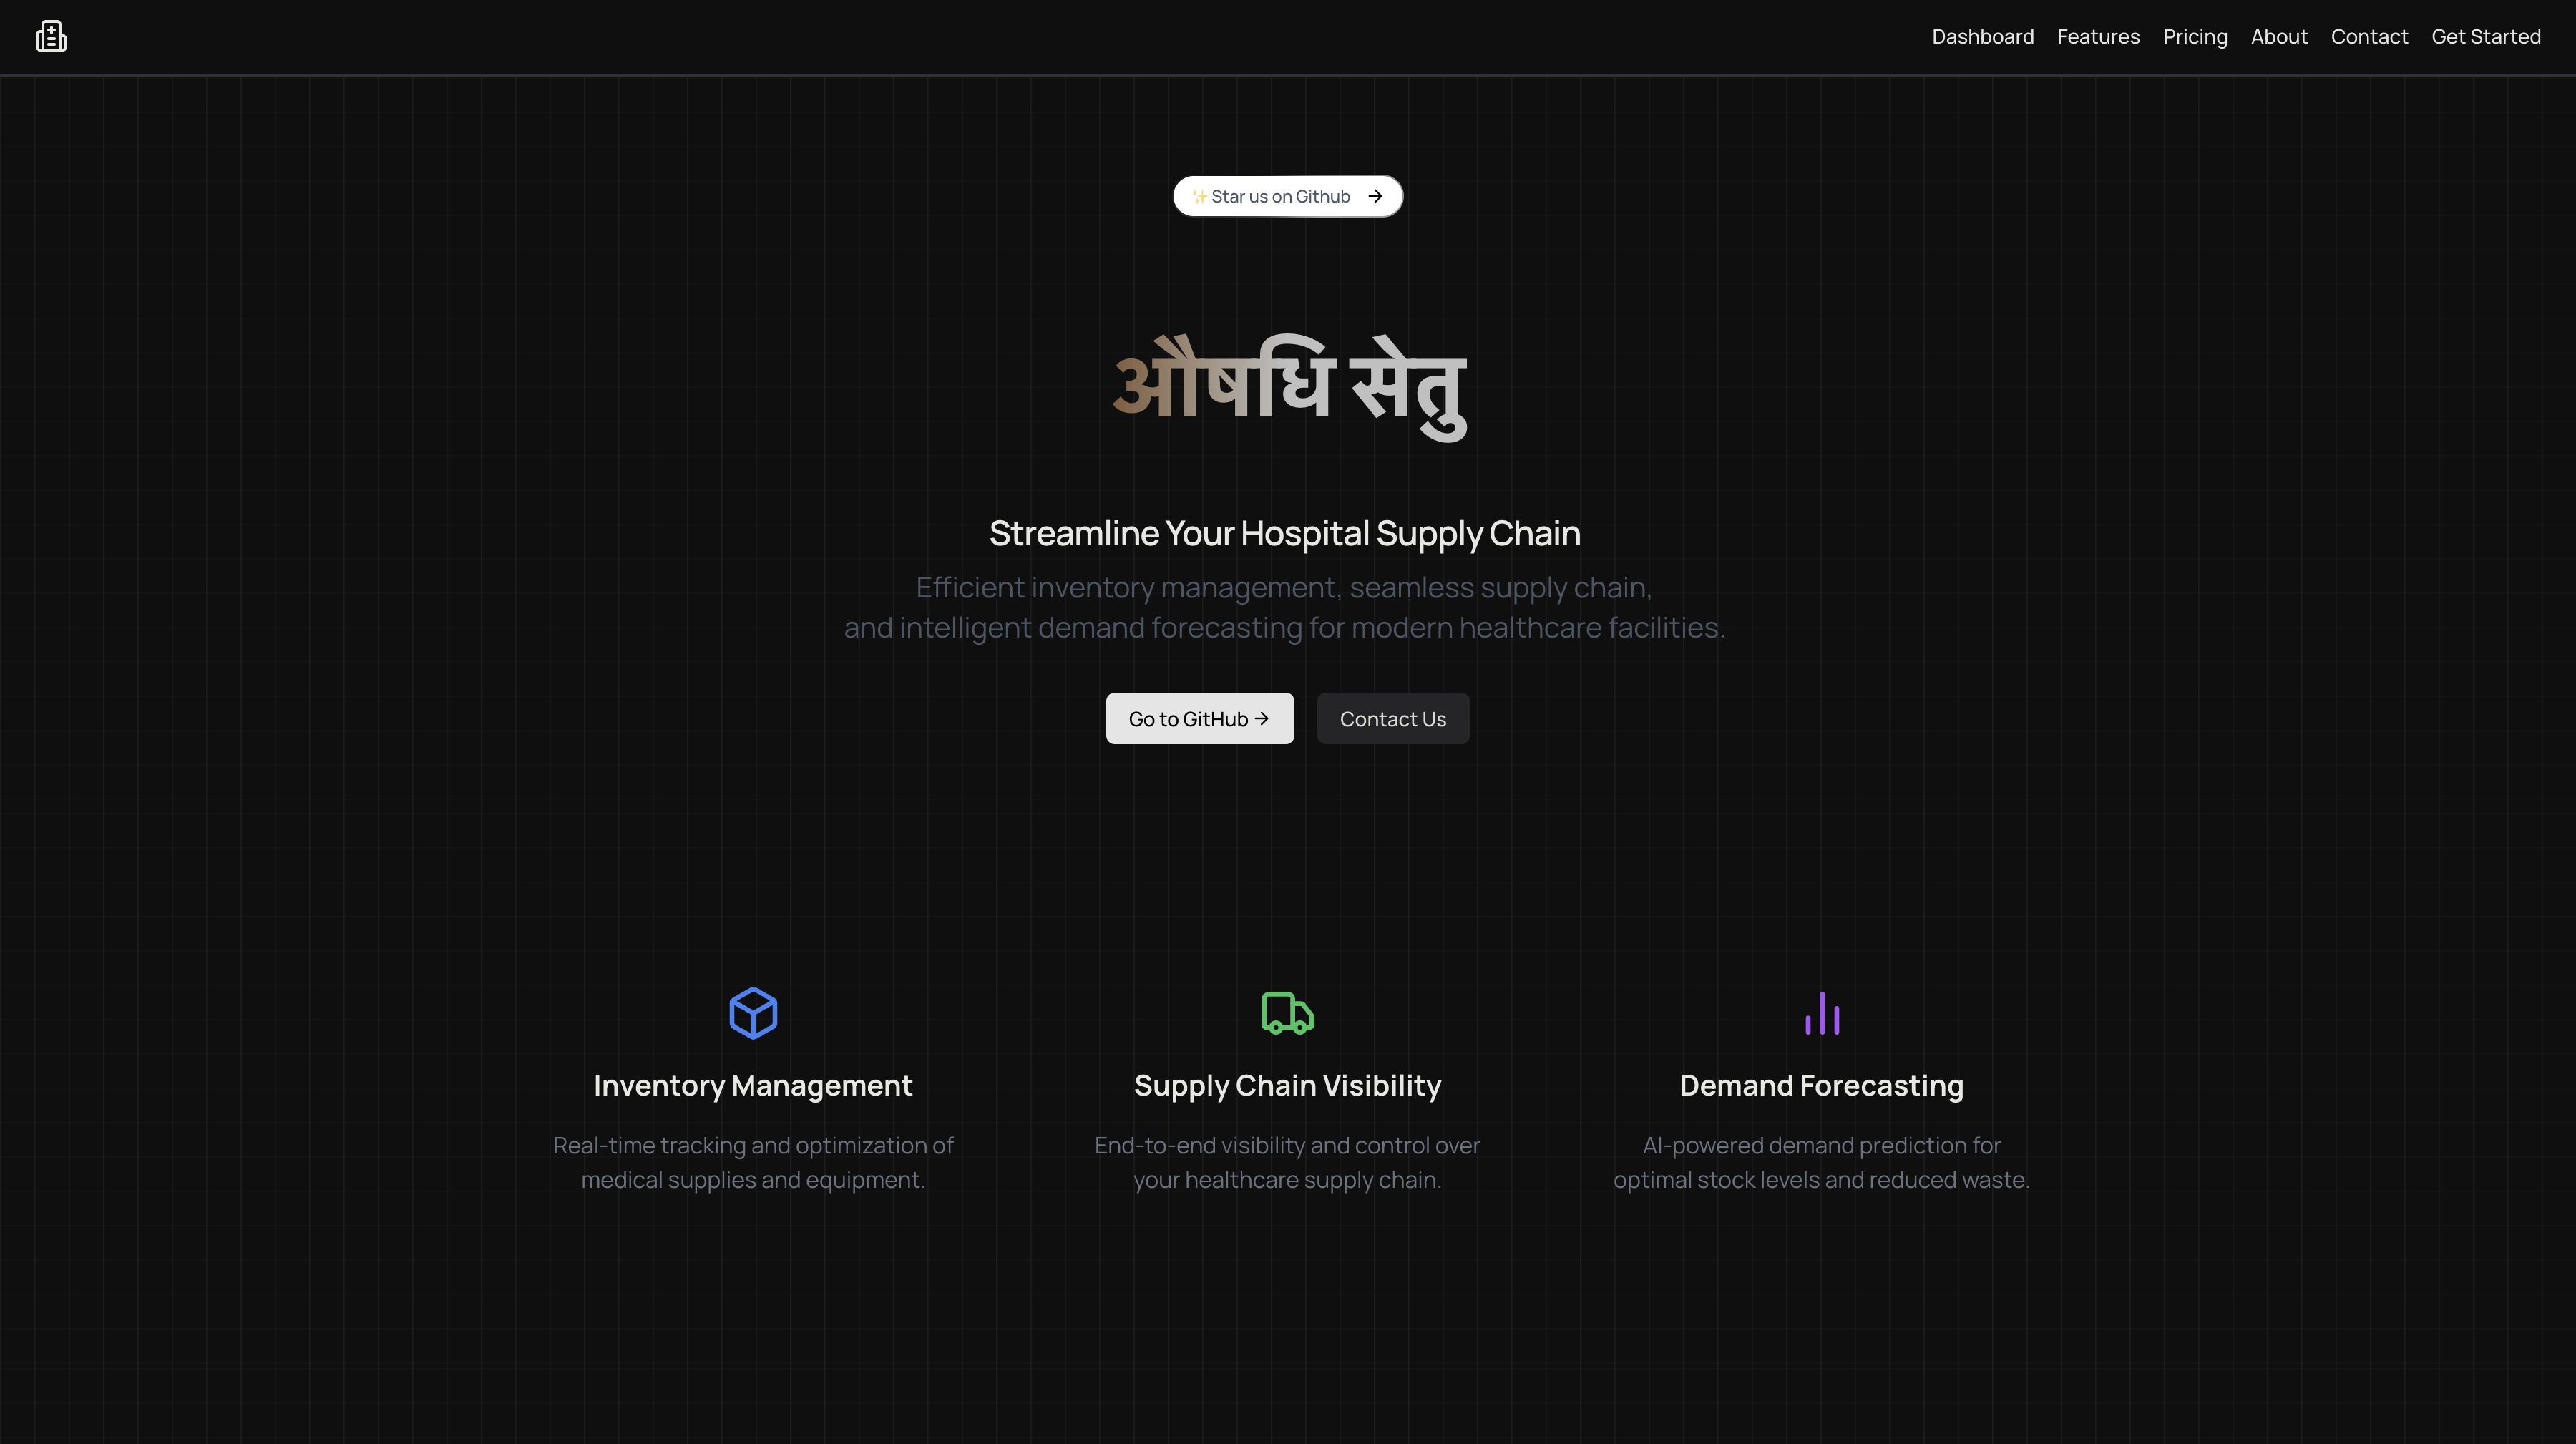 Dashboard Features Pricing About Contact Get Started
✨ Star us on Github →
औषधि सेतु
Streamline Your Hospital Supply Chain
Efficient inventory management, seamless supply chain,
and intelligent demand forecasting for modern healthcare facilities.
Go to GitHub → Contact Us
Inventory Management
Real-time tracking and optimization of
medical supplies and equipment.
Supply Chain Visibility
End-to-end visibility and control over
your healthcare supply chain.
Demand Forecasting
AI-powered demand prediction for
optimal stock levels and reduced waste.